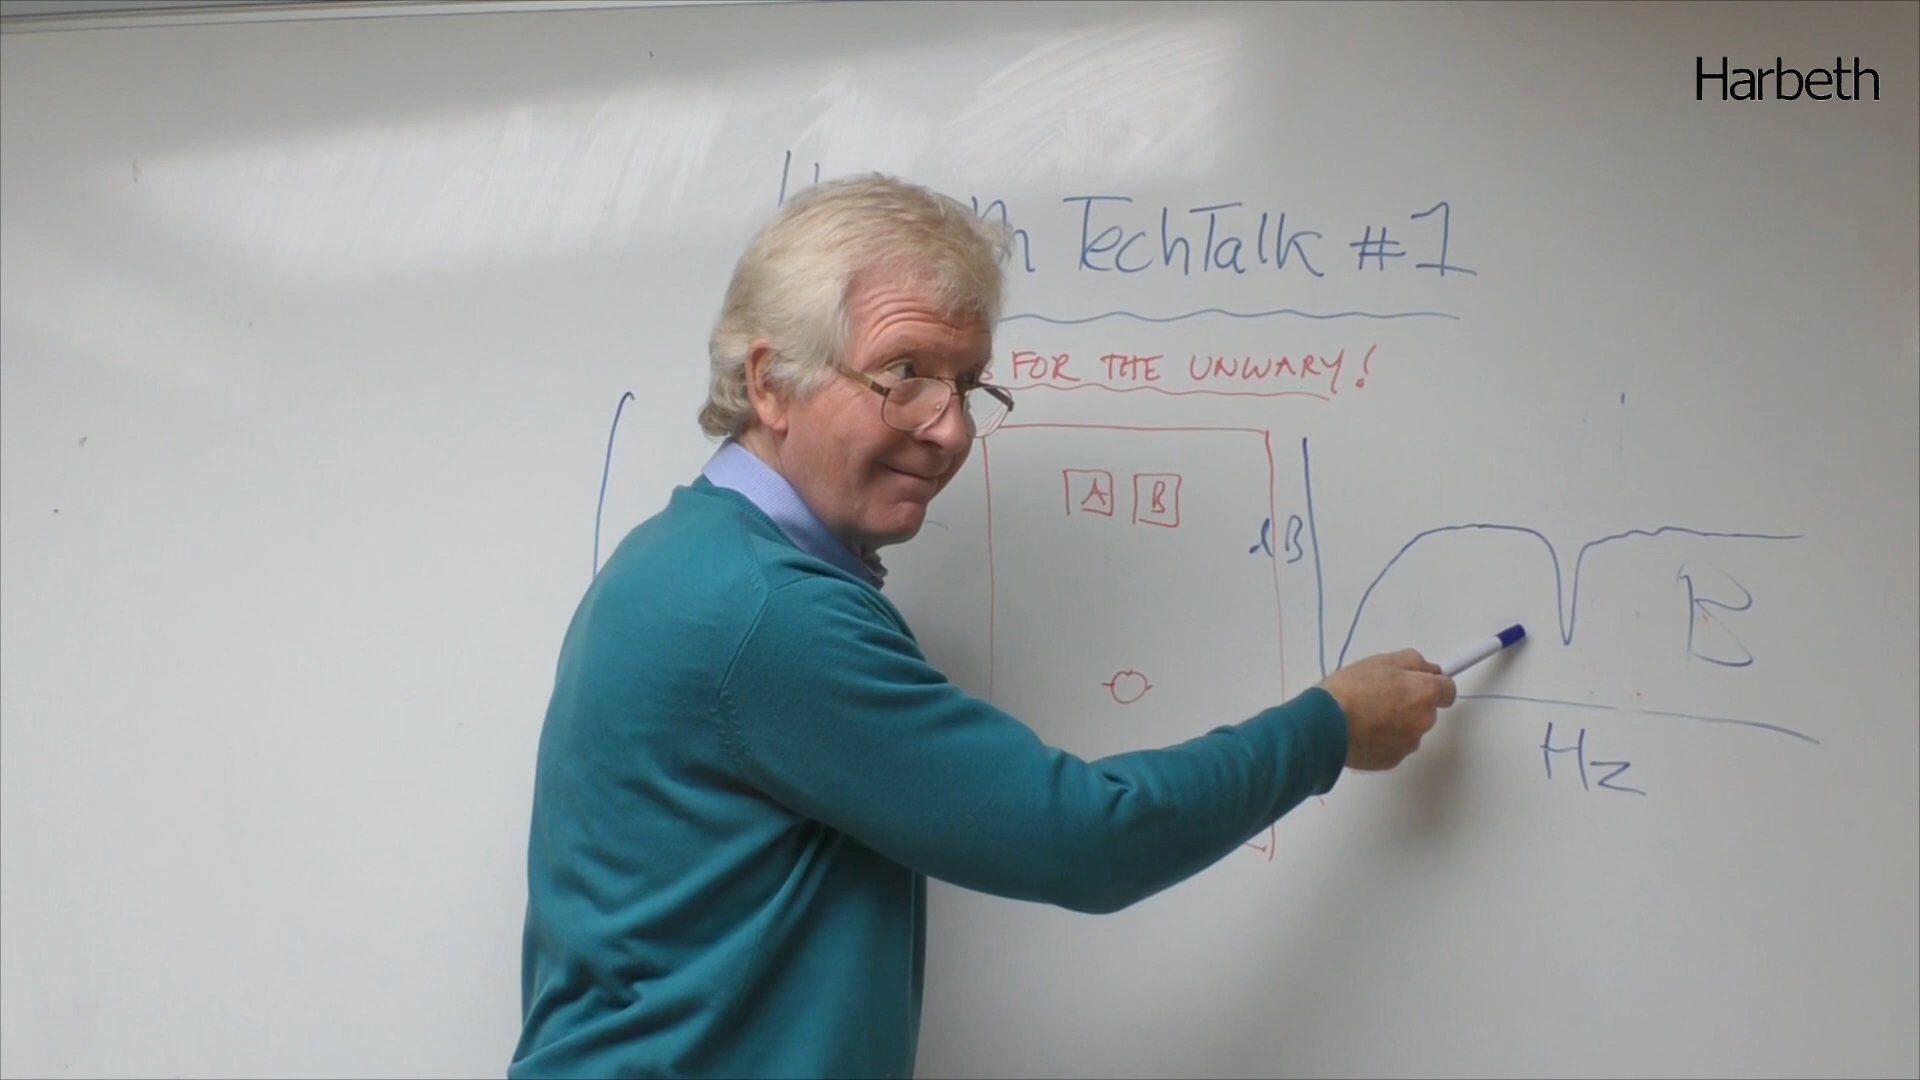 Harbeth
TechTalk #1
FOR THE UNWARY!
A B
dB
B
Hz